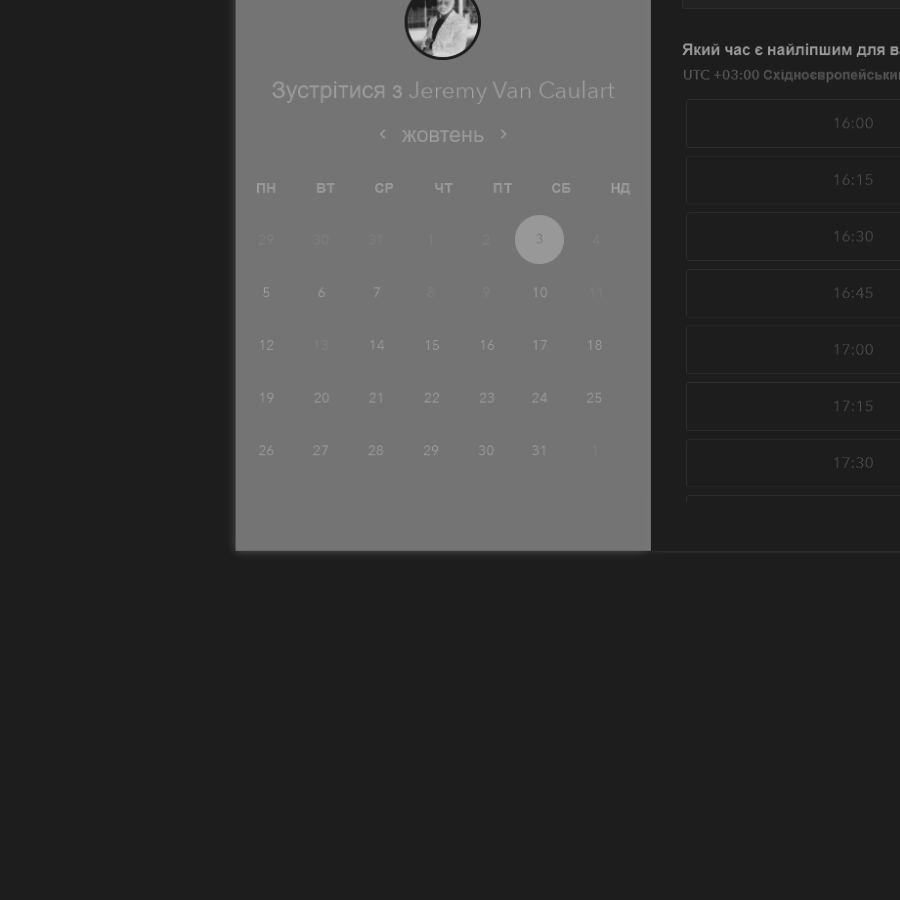 Зустрітися з Jeremy Van Caulart
жовтень
ПН ВТ СР ЧТ ПТ СБ НД
29 30 31 1 2 3 4
5 6 7 8 9 10 11
12 13 14 15 16 17 18
19 20 21 22 23 24 25
26 27 28 29 30 31 1
Який час є найліпшим для в
UTC +03:00 Східноєвропейськи
16:00
16:15
16:30
16:45
17:00
17:15
17:30